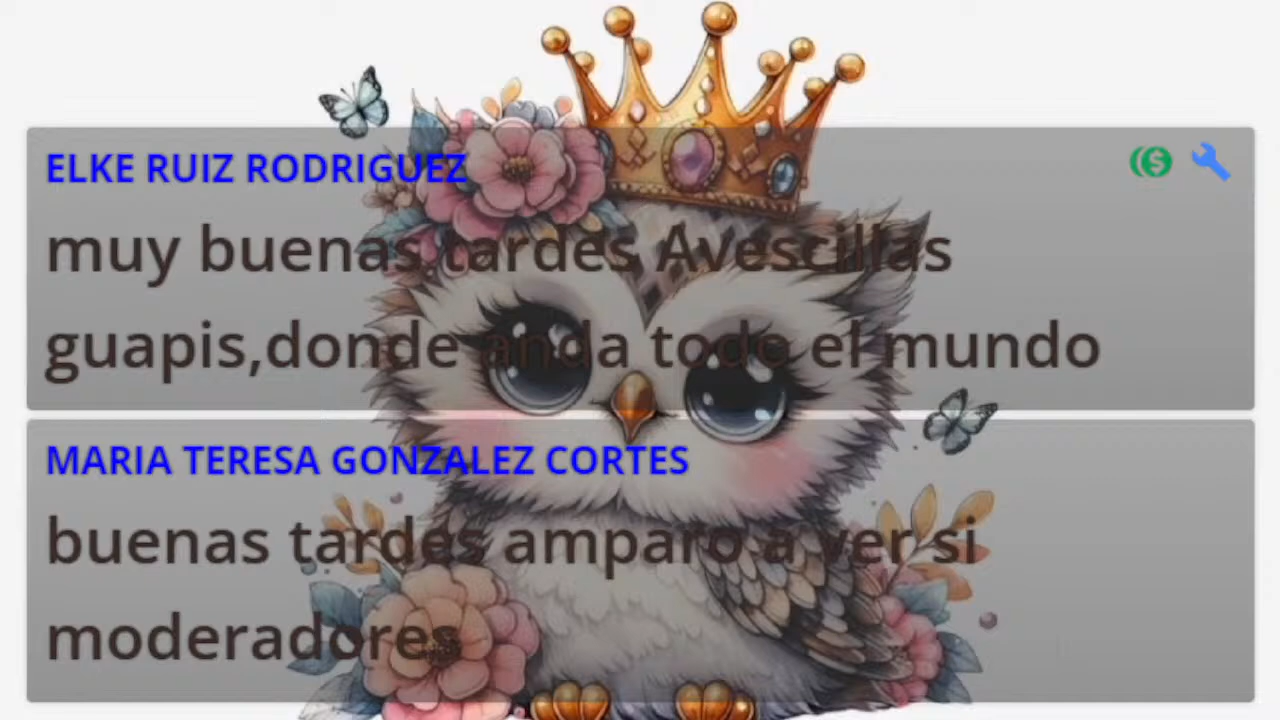 ELKE RUIZ RODRIGUEZ
muy buenas tardes Avescillas
guapis,donde anda todo el mundo
MARIA TERESA GONZALEZ CORTES
buenas tardes amparo a ver si
moderadores